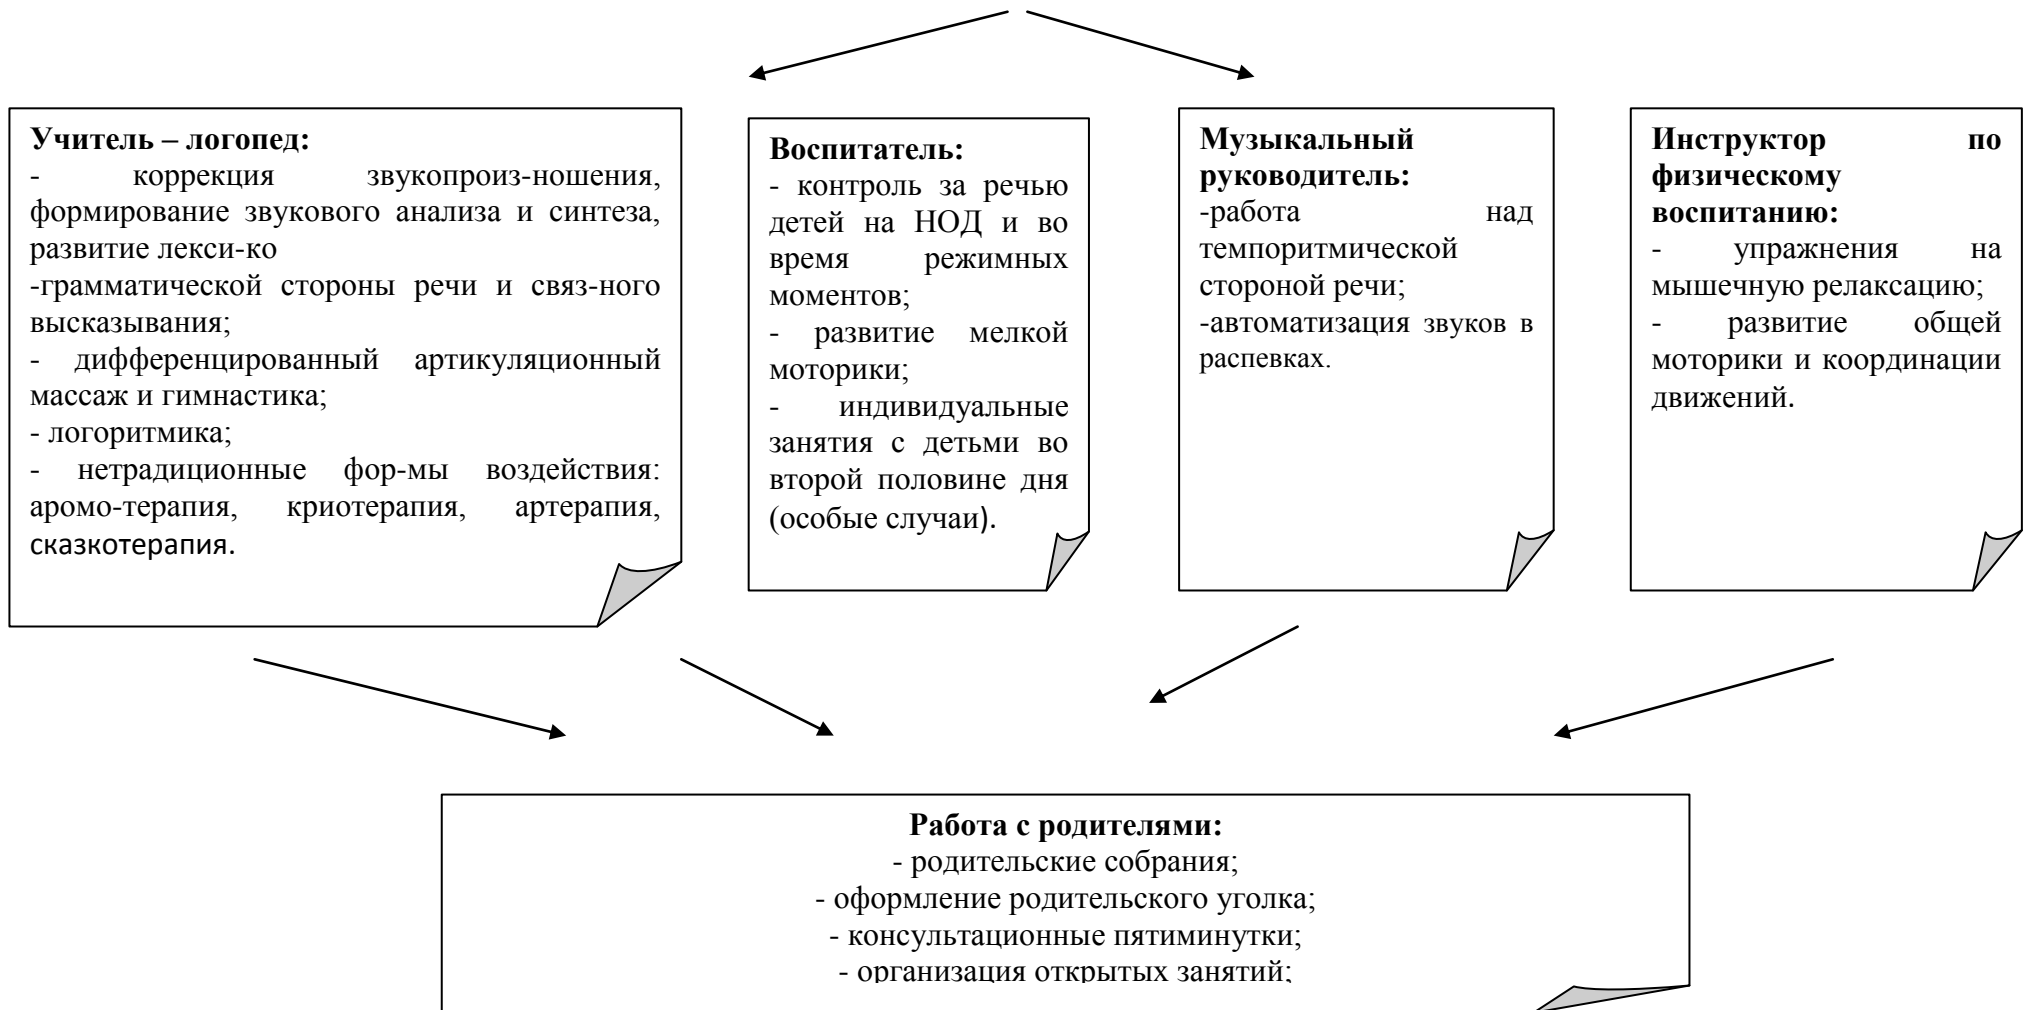 Учитель – логопед:
- коррекция звукопроиз-ношения,
формирование звукового анализа и синтеза,
развитие лекси-ко
-грамматической стороны речи и связ-ного
высказывания;
- дифференцированный артикуляционный
массаж и гимнастика;
- логоритмика;
- нетрадиционные фор-мы воздействия:
аромо-терапия, криотерапия, артерапия,
сказкотерапия.
Воспитатель:
- контроль за речью
детей на НОД и во
время режимных
моментов;
- развитие мелкой
моторики;
- индивидуальные
занятия с детьми во
второй половине дня
(особые случаи).
Музыкальный
руководитель:
-работа над
темпоритмической
стороной речи;
-автоматизация звуков в
распевках.
Инструктор по
физическому
воспитанию:
- упражнения на
мышечную релаксацию;
- развитие общей
моторики и координации
движений.
Работа с родителями:
- родительские собрания;
- оформление родительского уголка;
- консультационные пятиминутки;
- организация открытых занятий;